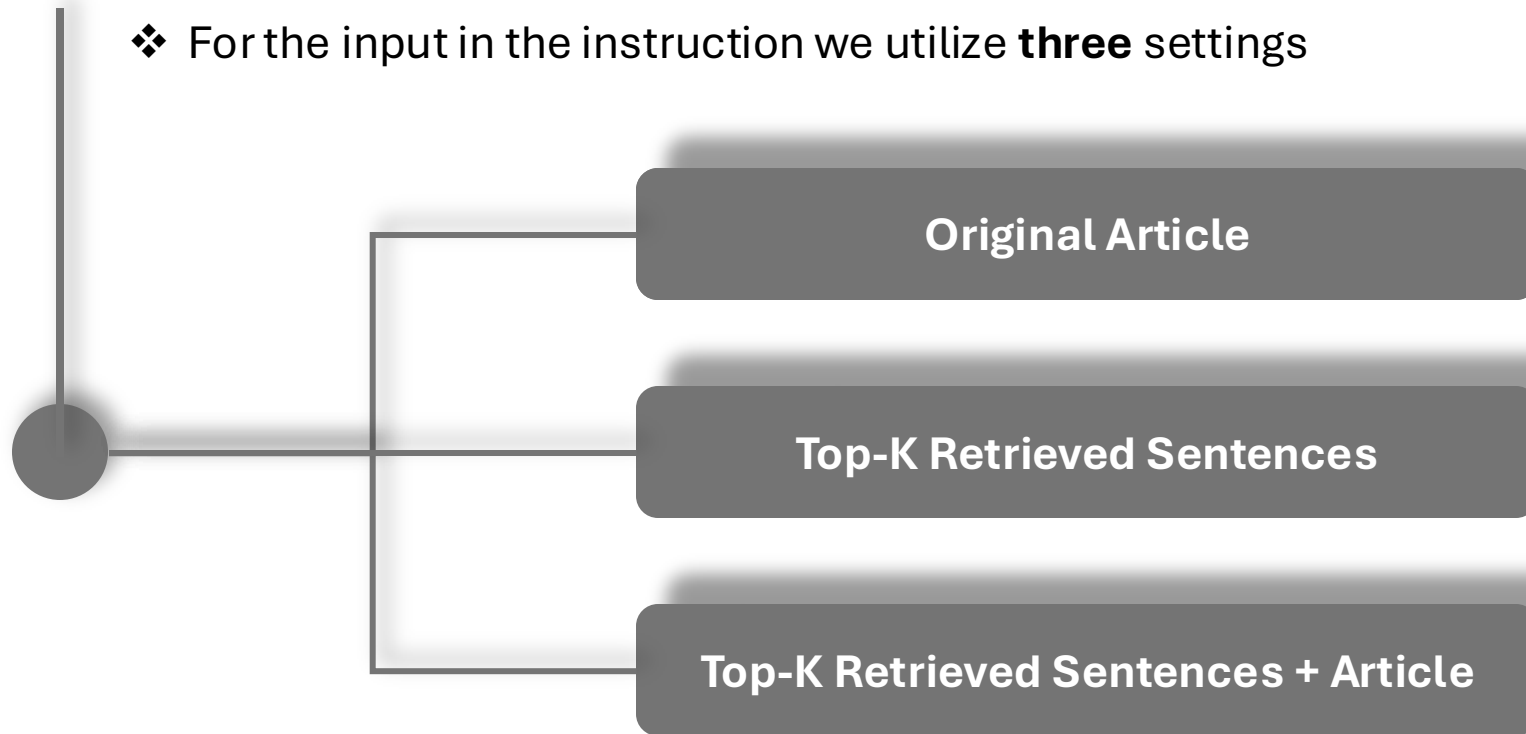 ❖ For the input in the instruction we utilize three settings
Original Article
Top-K Retrieved Sentences
Top-K Retrieved Sentences + Article